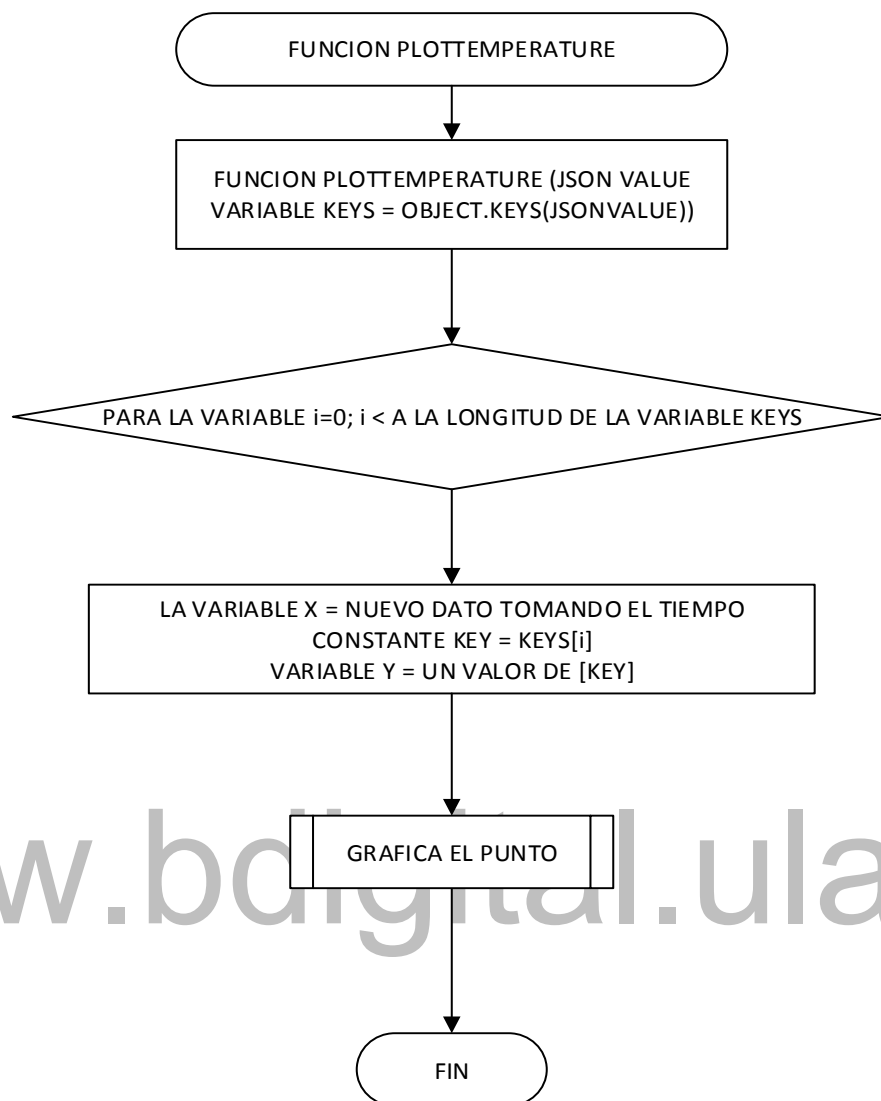 FUNCION PLOTTEMPERATURE
FUNCION PLOTTEMPERATURE (JSON VALUE
VARIABLE KEYS = OBJECT.KEYS(JSONVALUE))
PARA LA VARIABLE i=0; i < A LA LONGITUD DE LA VARIABLE KEYS
LA VARIABLE X = NUEVO DATO TOMANDO EL TIEMPO
CONSTANTE KEY = KEYS[i]
VARIABLE Y = UN VALOR DE [KEY]
GRAFICA EL PUNTO
w.bdigital.ula
FIN